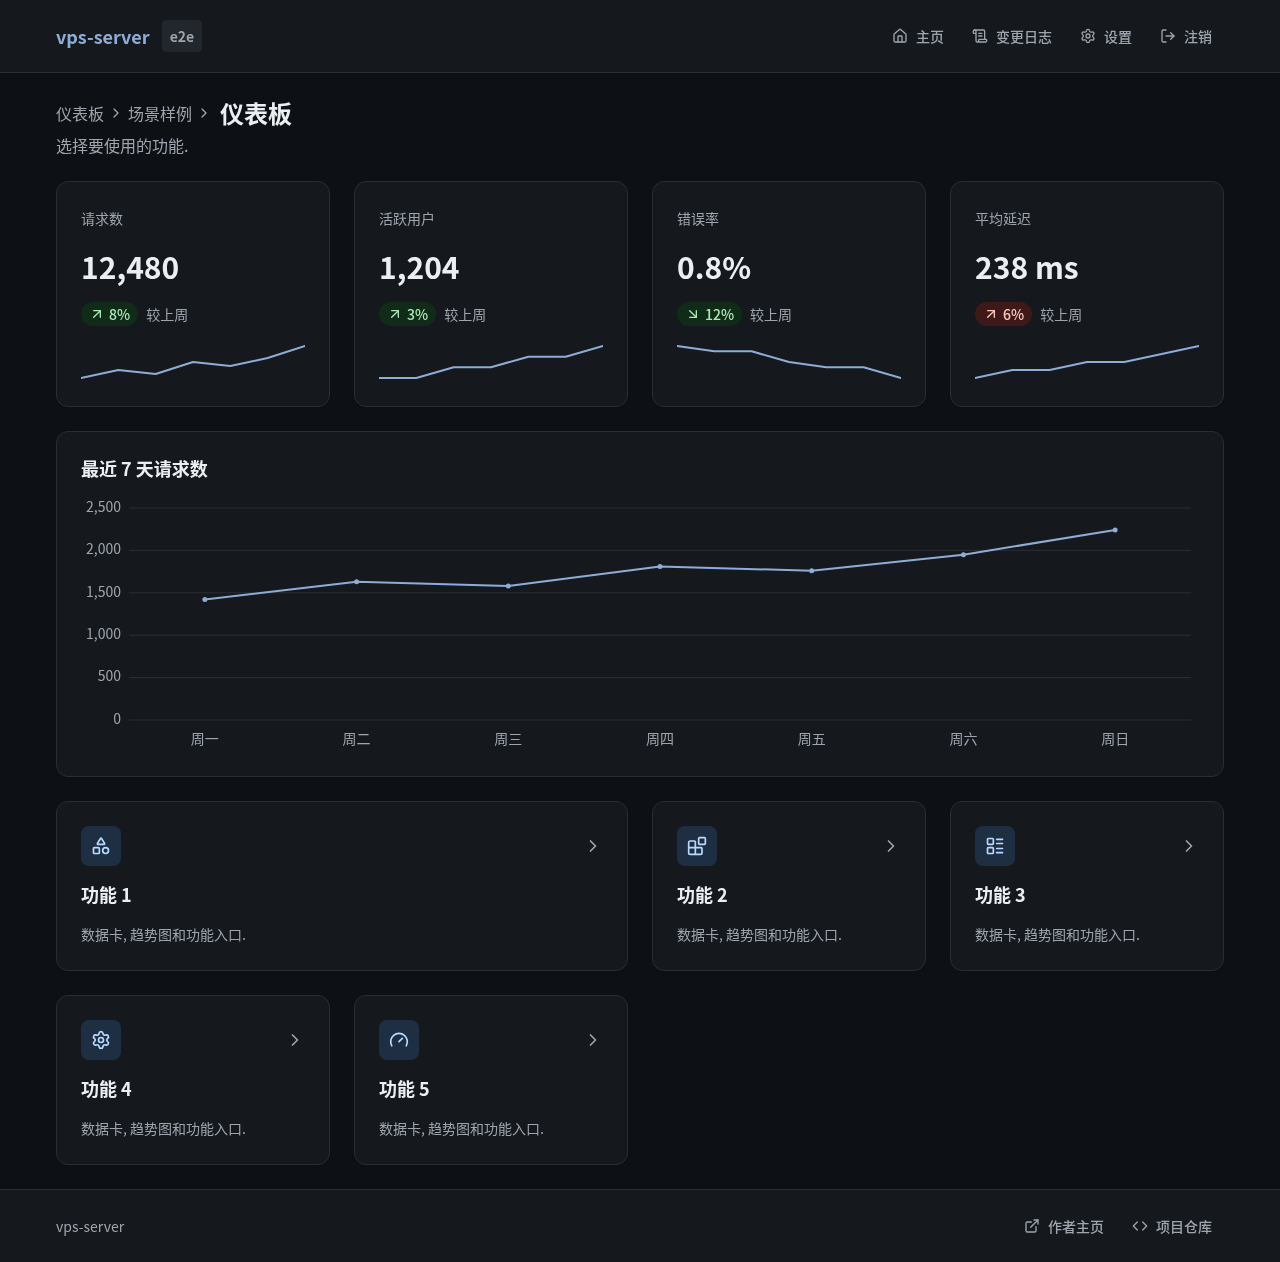 vps-server e2e 主页 变更日志 设置 注销
仪表板 场景样例 仪表板
选择要使用的功能.
请求数
12,480
8% 较上周
活跃用户
1,204
3% 较上周
错误率
0.8%
12% 较上周
平均延迟
238 ms
6% 较上周
最近 7 天请求数
2,500
2,000
1,500
1,000
500
0
周一 周二 周三 周四 周五 周六 周日
功能 1
数据卡, 趋势图和功能入口.
功能 2
数据卡, 趋势图和功能入口.
功能 3
数据卡, 趋势图和功能入口.
功能 4
数据卡, 趋势图和功能入口.
功能 5
数据卡, 趋势图和功能入口.
vps-server 作者主页 项目仓库